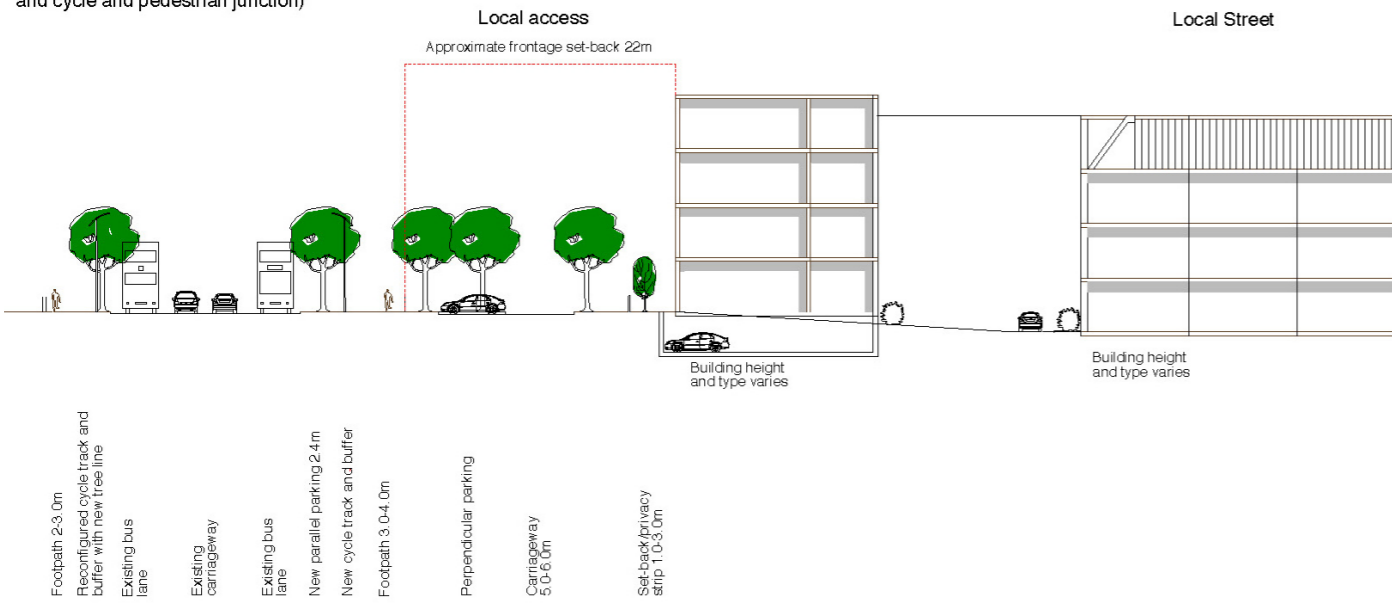 and cycle and pedestrian junction)
Local access
Local Street
Approximate frontage set-back 22m
Building height
and type varies
Building height
and type varies
Footpath 2-3.0m
Reconfigured cycle track and
buffer with new tree line
Existing bus
lane
Existing
carriageway
Existing bus
lane
New parallel parking 2.4m
New cycle track and buffer
Footpath 3.0-4.0m
Perpendicular parking
Carriageway
5.0-6.0m
Set-back/privacy
strip 1.0-3.0m